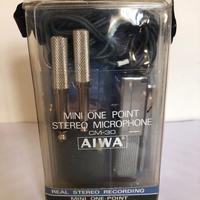 MINI ONE POINT
STEREO MICROPHONE
CM-30
AIWA
REAL STEREO RECORDING
MINI ONE-POINT